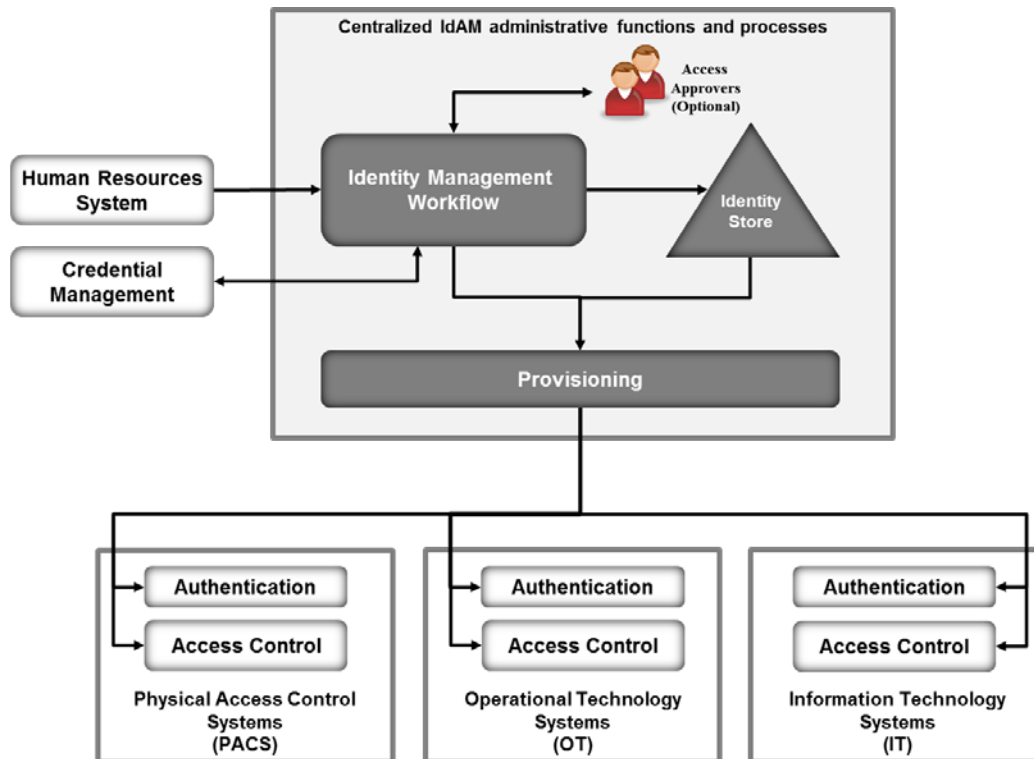 Centralized IdAM administrative functions and processes
Access
Approvers
(Optional)
Human Resources
System
Identity Management
Workflow
Identity
Store
Credential
Management
Provisioning
Authentication
Access Control
Physical Access Control
Systems
(PACS)
Authentication
Access Control
Operational Technology
Systems
(OT)
Authentication
Access Control
Information Technology
Systems
(IT)